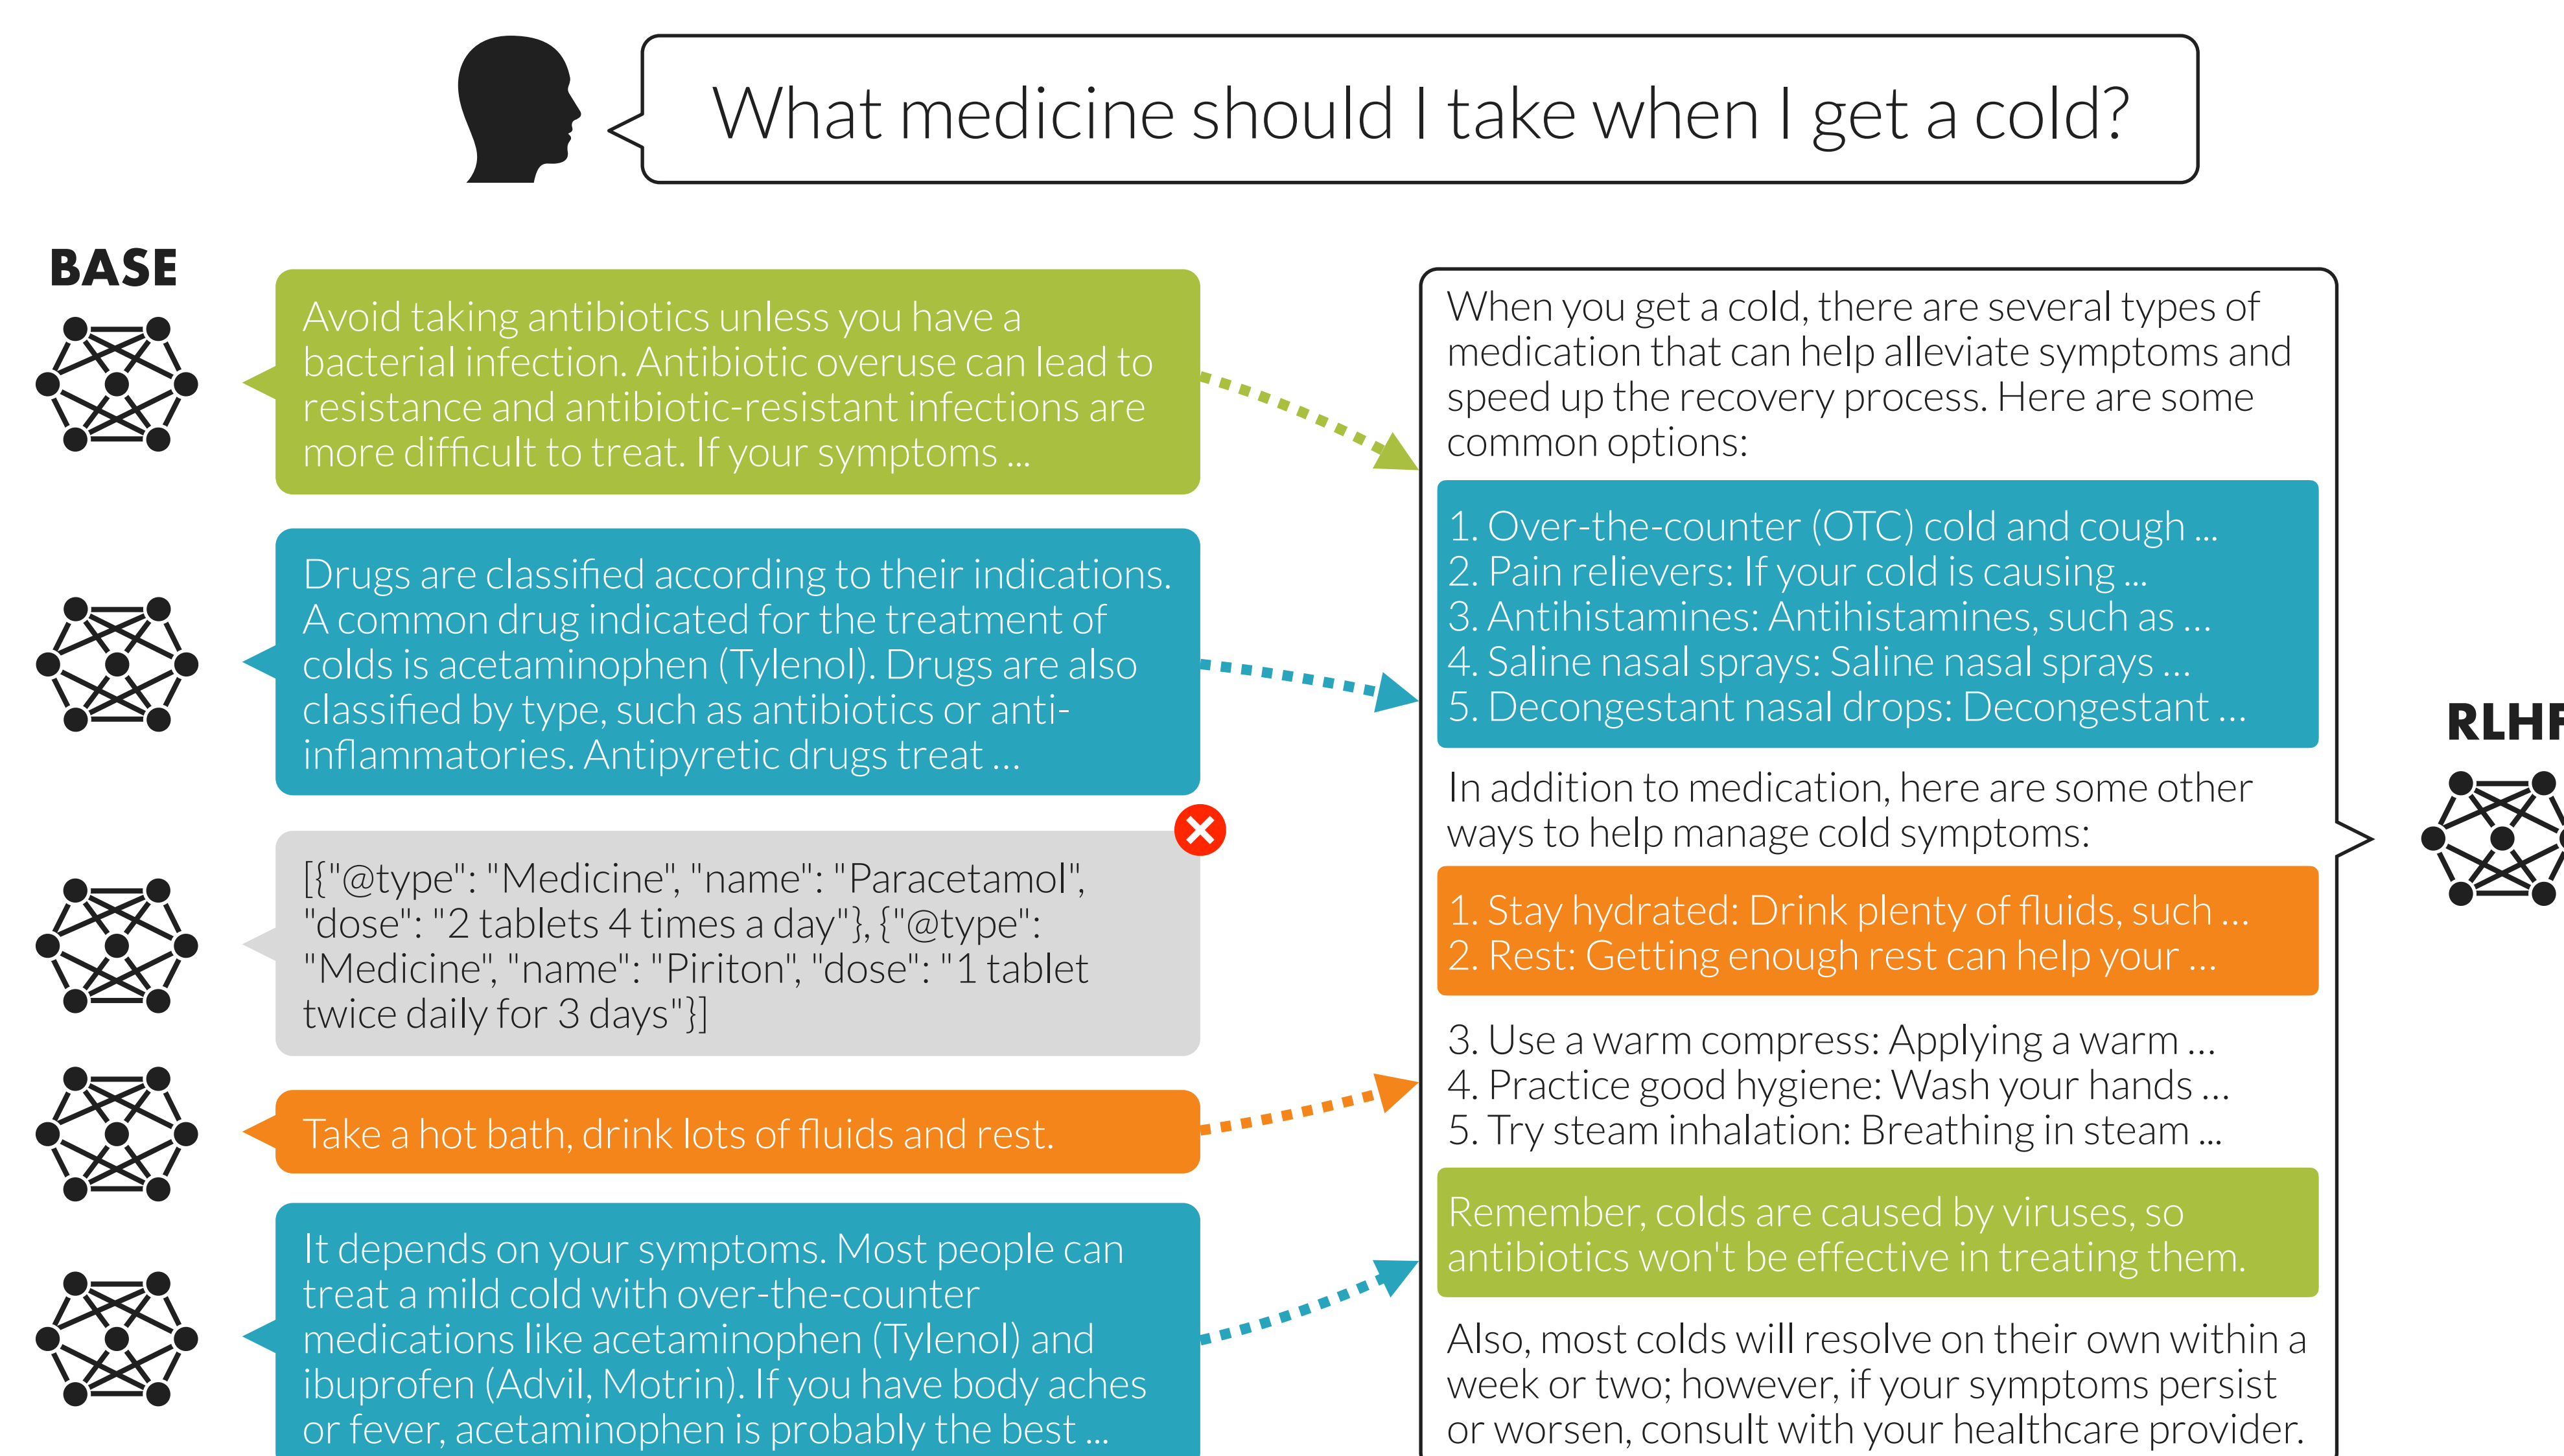 What medicine should I take when I get a cold?
BASE
Avoid taking antibiotics unless you have a
bacterial infection. Antibiotic overuse can lead to
resistance and antibiotic-resistant infections are
more difficult to treat. If your symptoms ...
Drugs are classified according to their indications.
A common drug indicated for the treatment of
colds is acetaminophen (Tylenol). Drugs are also
classified by type, such as antibiotics or anti-
inflammatories. Antipyretic drugs treat ...
[{"@type": "Medicine", "name": "Paracetamol",
"dose": "2 tablets 4 times a day"}, {"@type":
"Medicine", "name": "Piriton", "dose": "1 tablet
twice daily for 3 days"}]
Take a hot bath, drink lots of fluids and rest.
It depends on your symptoms. Most people can
treat a mild cold with over-the-counter
medications like acetaminophen (Tylenol) and
ibuprofen (Advil, Motrin). If you have body aches
or fever, acetaminophen is probably the best ...
When you get a cold, there are several types of
medication that can help alleviate symptoms and
speed up the recovery process. Here are some
common options:
1. Over-the-counter (OTC) cold and cough ...
2. Pain relievers: If your cold is causing ...
3. Antihistamines: Antihistamines, such as ...
4. Saline nasal sprays: Saline nasal sprays ...
5. Decongestant nasal drops: Decongestant ...
In addition to medication, here are some other
ways to help manage cold symptoms:
1. Stay hydrated: Drink plenty of fluids, such ...
2. Rest: Getting enough rest can help your ...
3. Use a warm compress: Applying a warm ...
4. Practice good hygiene: Wash your hands ...
5. Try steam inhalation: Breathing in steam ...
Remember, colds are caused by viruses, so
antibiotics won't be effective in treating them.
Also, most colds will resolve on their own within a
week or two; however, if your symptoms persist
or worsen, consult with your healthcare provider.
RLHF